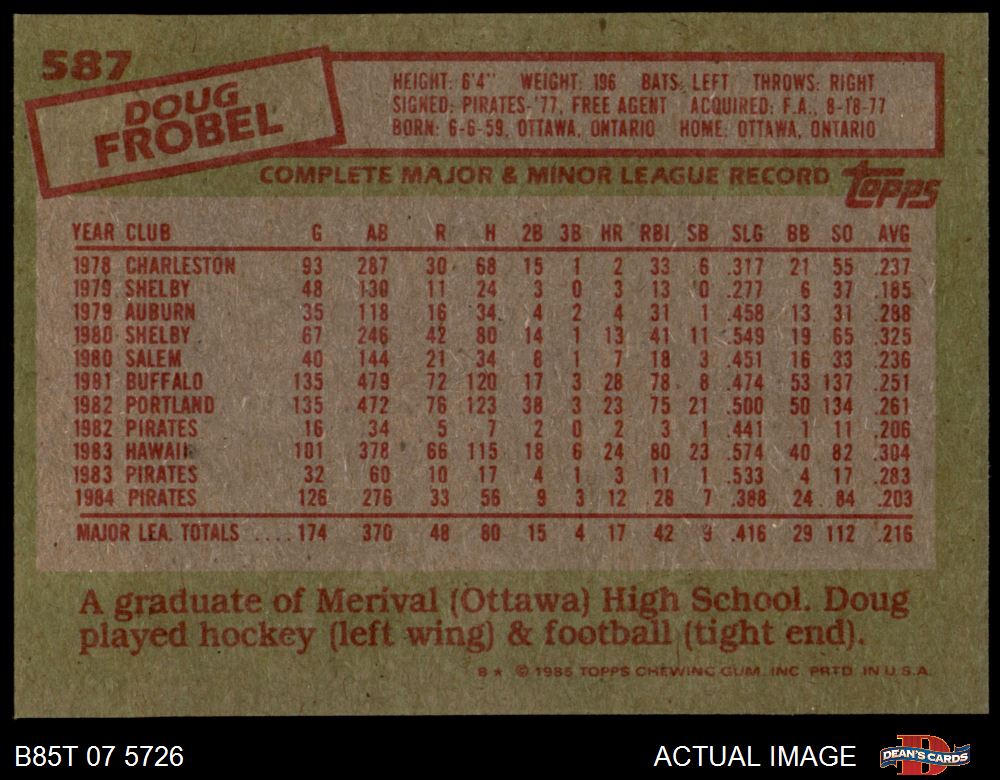 587
DOUG
FROBEL
HEIGHT: 6'4" WEIGHT: 196 BATS: LEFT THROWS: RIGHT
SIGNED: PIRATES-'77, FREE AGENT ACQUIRED: F.A., 8-18-77
BORN: 6-6-59, OTTAWA, ONTARIO HOME: OTTAWA, ONTARIO
COMPLETE MAJOR & MINOR LEAGUE RECORD topps
YEAR CLUB G AB R H 2B 3B HR RBI SB SLG BB SO AVG
1978 CHARLESTON 93 287 30 68 15 1 2 33 6 .317 21 55 .237
1979 SHELBY 48 130 11 24 3 0 3 13 0 .277 6 37 .185
1979 AUBURN 35 118 16 34 4 2 4 31 1 .458 13 31 .288
1980 SHELBY 67 246 42 80 14 1 13 41 11 .549 19 65 .325
1980 SALEM 40 144 21 34 8 1 7 18 3 .451 16 33 .236
1981 BUFFALO 135 479 72 120 17 3 28 78 8 .474 53 137 .251
1982 PORTLAND 135 472 76 123 38 3 23 75 21 .500 50 134 .261
1982 PIRATES 16 34 5 7 2 0 2 3 1 .441 1 11 .206
1983 HAWAII 101 378 66 115 18 6 24 80 23 .574 40 82 .304
1983 PIRATES 32 60 10 17 4 1 3 11 1 .533 4 17 .283
1984 PIRATES 126 276 33 56 9 3 12 28 7 .388 24 84 .203
MAJOR LEA. TOTALS .... 174 370 48 80 15 4 17 42 9 .416 29 112 .216
A graduate of Merival (Ottawa) High School. Doug
played hockey (left wing) & football (tight end).
B★ © 1985 TOPPS CHEWING GUM. INC. PRTD. IN U.S.A.
B85T 07 5726 ACTUAL IMAGE DEAN'S CARDS